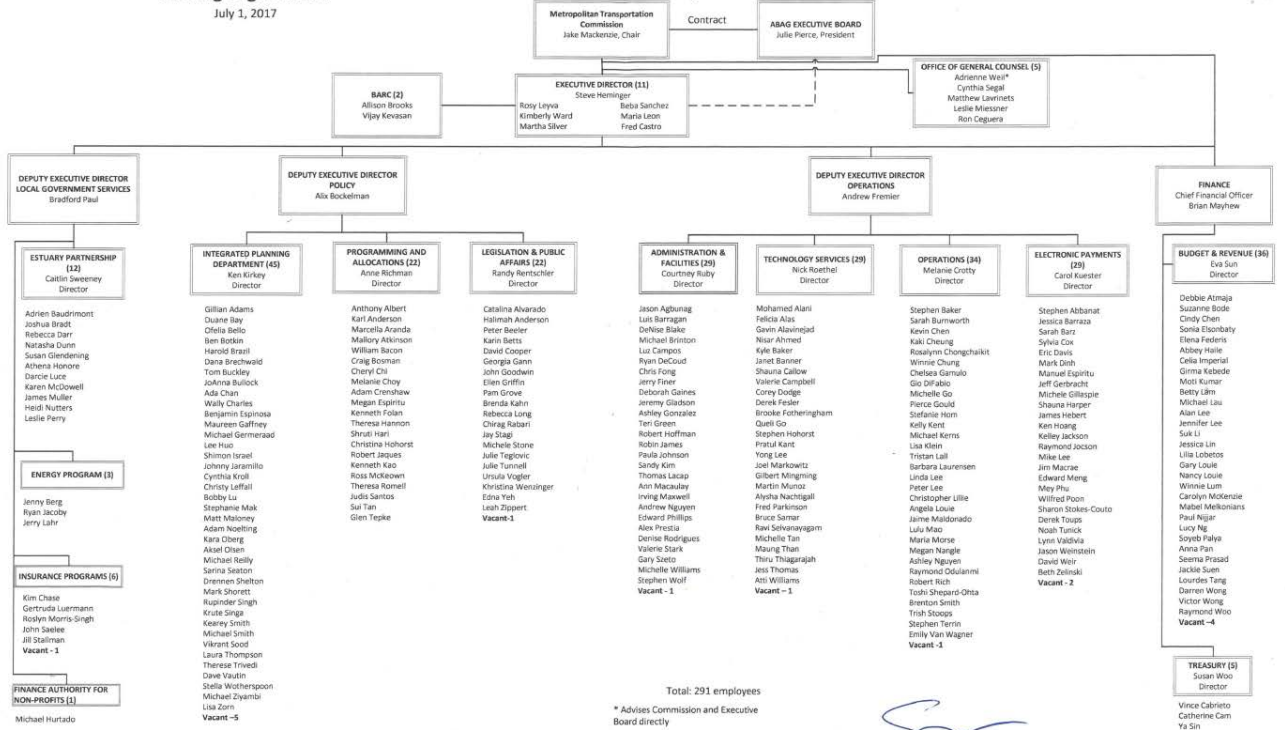 July 1, 2017
Metropolitan Transportation
Commission
Jake Mackenzie, Chair
Contract
ABAG EXECUTIVE BOARD
Julie Pierce, President
OFFICE OF GENERAL COUNSEL (5)
Adrienne Weil*
Cynthia Segal
Matthew Lavrinets
Leslie Miessner
Ron Ceguera
BARC (2)
Allison Brooks
Vijay Kevasan
EXECUTIVE DIRECTOR (11)
Steve Heminger
Rosy Leyva
Kimberly Ward
Martha Silver
Beba Sanchez
Maria Leon
Fred Castro
DEPUTY EXECUTIVE DIRECTOR
LOCAL GOVERNMENT SERVICES
Bradford Paul
DEPUTY EXECUTIVE DIRECTOR
POLICY
Alix Bockelman
DEPUTY EXECUTIVE DIRECTOR
OPERATIONS
Andrew Fremier
FINANCE
Chief Financial Officer
Brian Mayhew
ESTUARY PARTNERSHIP
(12)
Caitlin Sweeney
Director
Adrien Baudrimont
Joshua Bradt
Rebecca Darr
Natasha Dunn
Susan Glendening
Athena Honore
Darcie Luce
Karen McDowell
James Muller
Heidi Nutters
Leslie Perry
ENERGY PROGRAM (3)
Jenny Berg
Ryan Jacoby
Jerry Lahr
INSURANCE PROGRAMS (6)
Kim Chase
Gertruda Luermann
Roslyn Morris-Singh
John Saelee
Jill Stallman
Vacant - 1
FINANCE AUTHORITY FOR
NON-PROFITS (1)
Michael Hurtado
INTEGRATED PLANNING
DEPARTMENT (45)
Ken Kirkey
Director
Gillian Adams
Duane Bay
Ofelia Bello
Ben Botkin
Harold Brazil
Dana Brechwald
Tom Buckley
JoAnna Bullock
Ada Chan
Wally Charles
Benjamin Espinosa
Maureen Gaffney
Michael Germeraad
Lee Huo
Shimon Israel
Johnny Jaramillo
Cynthia Kroll
Christy Leffall
Bobby Lu
Stephanie Mak
Matt Maloney
Adam Noelting
Kara Oberg
Aksel Olsen
Michael Reilly
Sarina Seaton
Drennen Shelton
Mark Shorett
Rupinder Singh
Krute Singa
Kearey Smith
Michael Smith
Vikrant Sood
Laura Thompson
Therese Trivedi
Dave Vautin
Stella Wotherspoon
Michael Ziyambi
Lisa Zorn
Vacant –5
PROGRAMMING AND
ALLOCATIONS (22)
Anne Richman
Director
Anthony Albert
Karl Anderson
Marcella Aranda
Mallory Atkinson
William Bacon
Craig Bosman
Cheryl Chi
Melanie Choy
Adam Crenshaw
Megan Espiritu
Kenneth Folan
Theresa Hannon
Shruti Hari
Christina Hohorst
Robert Jaques
Kenneth Kao
Ross McKeown
Theresa Romell
Judis Santos
Sui Tan
Glen Tepke
LEGISLATION & PUBLIC
AFFAIRS (22)
Randy Rentschler
Director
Catalina Alvarado
Halimah Anderson
Peter Beeler
Karin Betts
David Cooper
Georgia Gann
John Goodwin
Ellen Griffin
Pam Grove
Brenda Kahn
Rebecca Long
Chirag Rabari
Jay Stagi
Michele Stone
Julie Teglovic
Julie Tunnell
Ursula Vogler
Khristina Wenzinger
Edna Yeh
Leah Zippert
Vacant-1
ADMINISTRATION &
FACILITIES (29)
Courtney Ruby
Director
Jason Agbunag
Luis Barragan
DeNise Blake
Michael Brinton
Luz Campos
Ryan DeCoud
Chris Fong
Jerry Finer
Deborah Gaines
Jeremy Gladson
Ashley Gonzalez
Teri Green
Robert Hoffman
Robin James
Paula Johnson
Sandy Kim
Thomas Lacap
Ann Macaulay
Irving Maxwell
Andrew Nguyen
Edward Phillips
Alex Prestia
Denise Rodrigues
Valerie Stark
Gary Szeto
Michelle Williams
Stephen Wolf
Vacant - 1
TECHNOLOGY SERVICES (29)
Nick Roethel
Director
Mohamed Alani
Felicia Alas
Gavin Alavinejad
Nisar Ahmed
Kyle Baker
Janet Banner
Shauna Callow
Valerie Campbell
Corey Dodge
Derek Fesler
Brooke Fotheringham
Queli Go
Stephen Hohorst
Pratul Kant
Yong Lee
Joel Markowitz
Gilbert Mingming
Martin Munoz
Alysha Nachtigall
Fred Parkinson
Bruce Samar
Ravi Selvanayagam
Michelle Tan
Maung Than
Thiru Thiagarajah
Jess Thomas
Atti Williams
Vacant – 1
OPERATIONS (34)
Melanie Crotty
Director
Stephen Baker
Sarah Burnworth
Kevin Chen
Kaki Cheung
Rosalynn Chongchaikit
Winnie Chung
Chelsea Gamulo
Gio DiFabio
Michelle Go
Pierce Gould
Stefanie Hom
Kelly Kent
Michael Kerns
Lisa Klein
Tristan Lall
Barbara Laurensen
Linda Lee
Peter Lee
Christopher Lillie
Angela Louie
Jaime Maldonado
Lulu Mao
Maria Morse
Megan Nangle
Ashley Nguyen
Raymond Odulanmi
Robert Rich
Toshi Shepard-Ohta
Brenton Smith
Trish Stoops
Stephen Terrin
Emily Van Wagner
Vacant -1
ELECTRONIC PAYMENTS
(29)
Carol Kuester
Director
Stephen Abbanat
Jessica Barraza
Sarah Barz
Sylvia Cox
Eric Davis
Mark Dinh
Manuel Espiritu
Jeff Gerbracht
Michele Gillaspie
Shauna Harper
James Hebert
Ken Hoang
Kelley Jackson
Raymond Jocson
Mike Lee
Jim Macrae
Edward Meng
Mey Phu
Wilfred Poon
Sharon Stokes-Couto
Derek Toups
Noah Tunick
Lynn Valdivia
Jason Weinstein
David Weir
Beth Zelinski
Vacant - 2
BUDGET & REVENUE (36)
Eva Sun
Director
Debbie Atmaja
Suzanne Bode
Cindy Chen
Sonia Elsonbaty
Elena Federis
Abbey Haile
Celia Imperial
Girma Kebede
Moti Kumar
Betty Lam
Michael Lau
Alan Lee
Jennifer Lee
Suk Li
Jessica Lin
Lilia Lobetos
Gary Louie
Nancy Louie
Winnie Lum
Carolyn McKenzie
Mabel Melkonians
Paul Nijjar
Lucy Ng
Soyeb Palya
Anna Pan
Seema Prasad
Jackie Suen
Lourdes Tang
Darren Wong
Victor Wong
Raymond Woo
Vacant –4
TREASURY (5)
Susan Woo
Director
Vince Cabrieto
Catherine Cam
Ya Sin
Total: 291 employees
* Advises Commission and Executive
Board directly